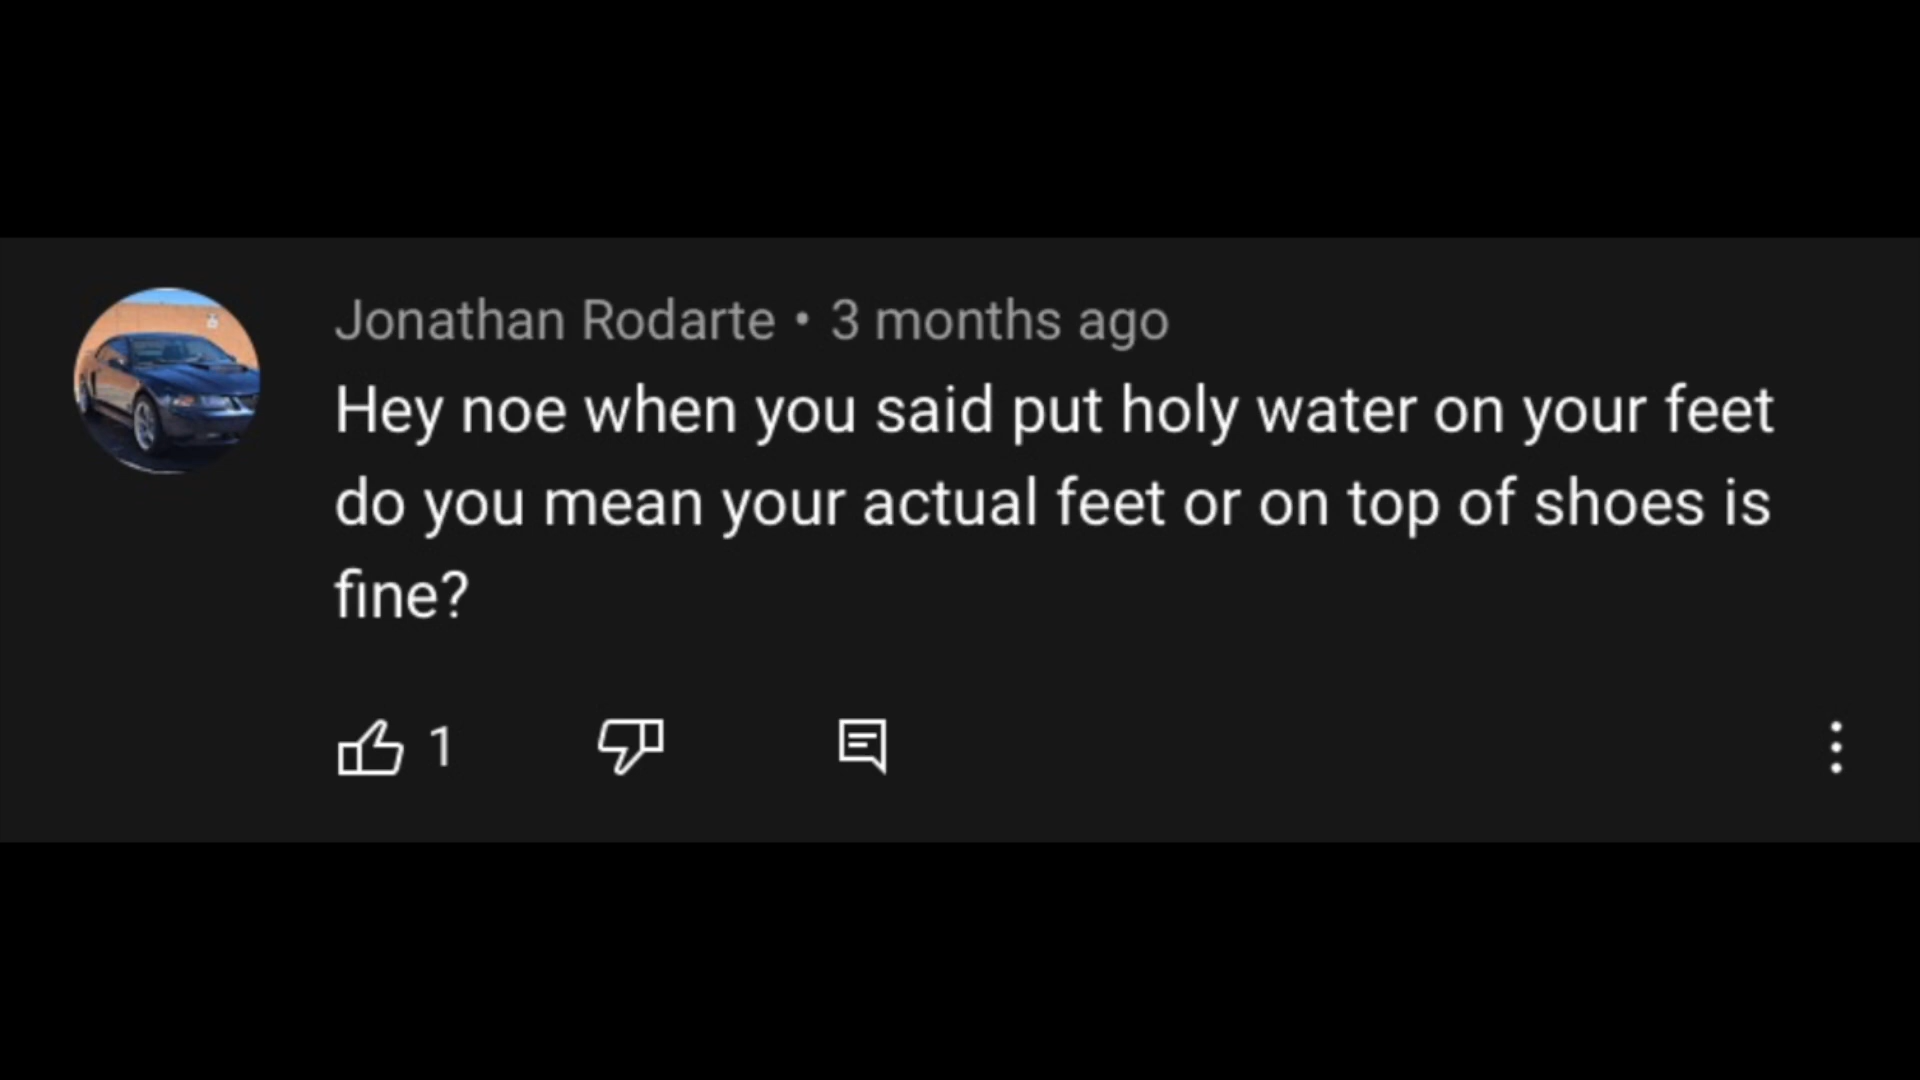 Jonathan Rodarte • 3 months ago
Hey noe when you said put holy water on your feet
do you mean your actual feet or on top of shoes is
fine?
1